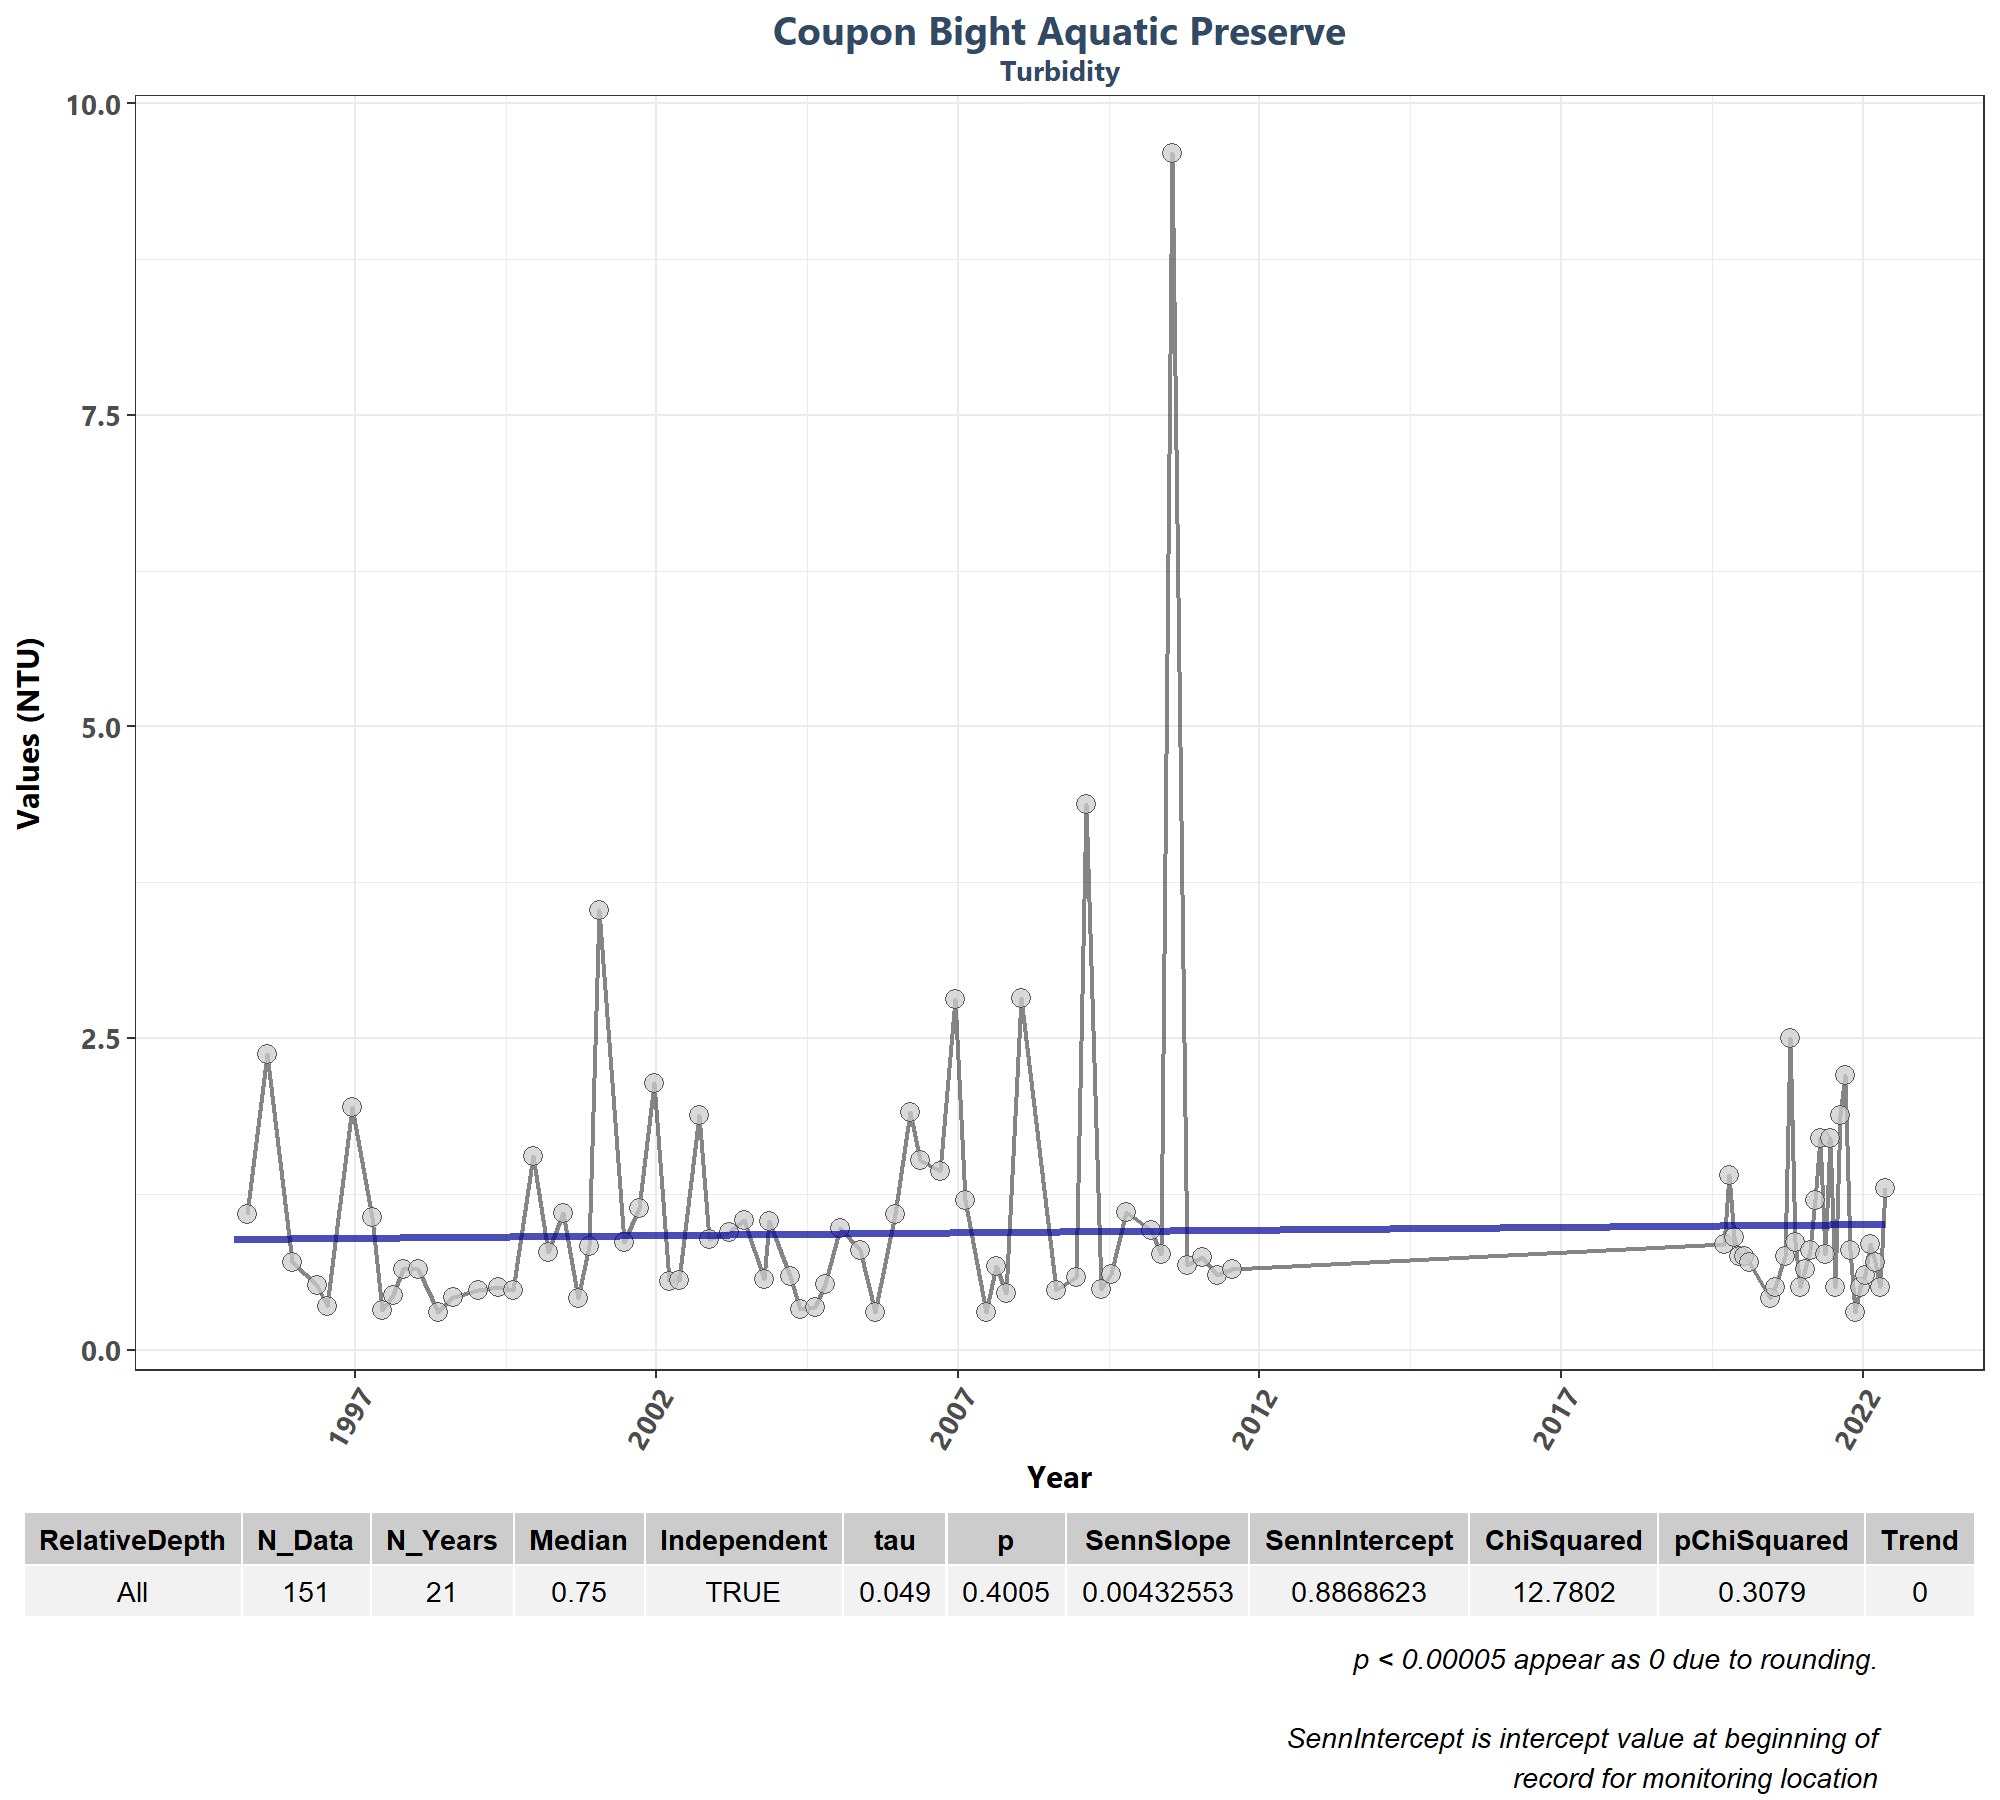 Coupon Bight Aquatic Preserve
Turbidity
10.0
7.5
5.0
2.5
0.0
Values (NTU)
1997
2002
2007
2012
2017
2022
Year
RelativeDepth N_Data N_Years Median Independent tau p SennSlope SennIntercept ChiSquared pChiSquared Trend
All 151 21 0.75 TRUE 0.049 0.4005 0.00432553 0.8868623 12.7802 0.3079 0
p < 0.00005 appear as 0 due to rounding.
SennIntercept is intercept value at beginning of
record for monitoring location